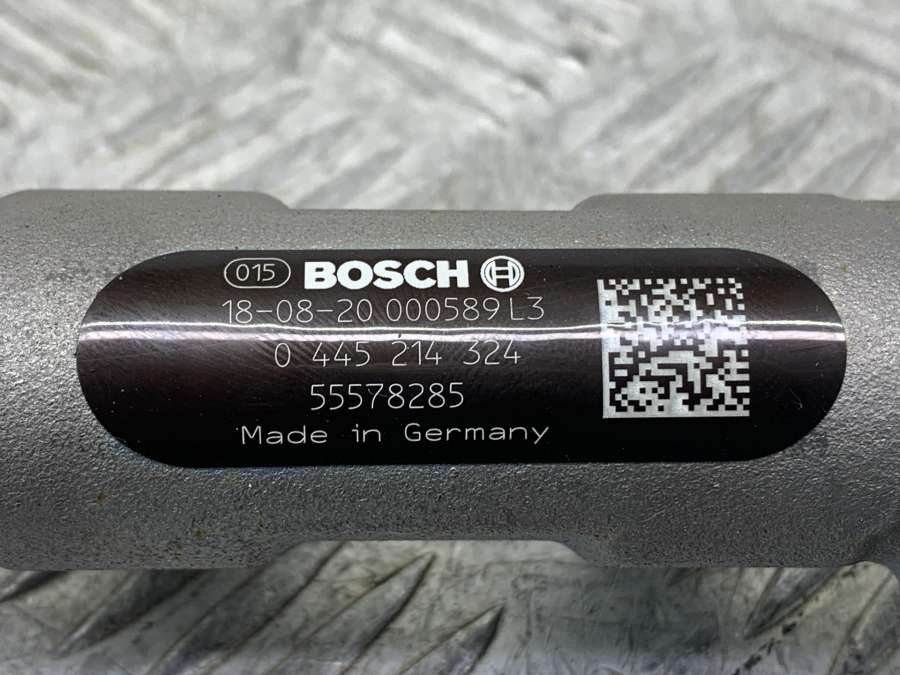 015 BOSCH
18-08-20 000589 L3
0 445 214 324
55578285
Made in Germany